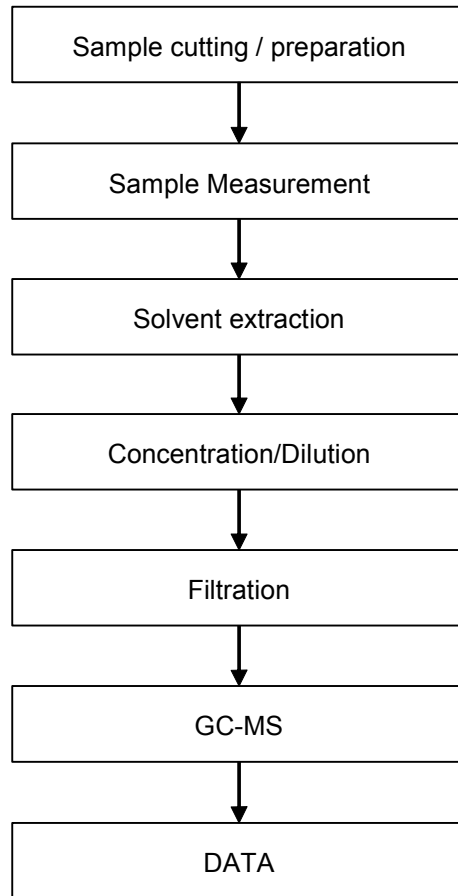 Sample cutting / preparation
Sample Measurement
Solvent extraction
Concentration/Dilution
Filtration
GC-MS
DATA